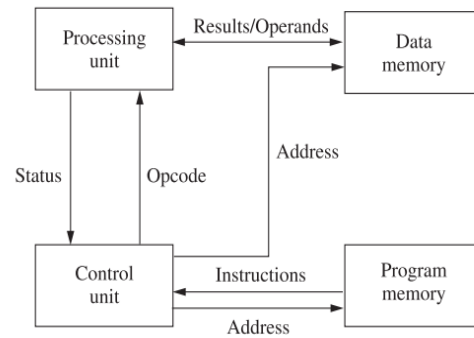 Processing
unit
Results/Operands
Data
memory
Status
Opcode
Address
Control
unit
Instructions
Address
Program
memory